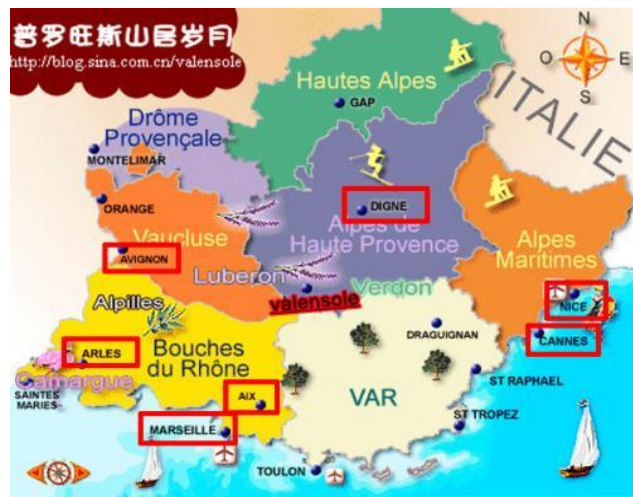 普罗旺斯山居岁月
http://blog.sina.com.cn/valensole
N
O
E
S
ITALIE
Hautes Alpes
GAP
Drôme
Provençale
MONTELIMAR
ORANGE
DIGNE
Vaucluse
Alpes de
Haute Provence
Alpes
Maritimes
AVIGNON
Luberon
valensole
Verdon
NICE
Alpilles
DRAGUIGNAN
CANNES
ARLES
Bouches
du Rhône
Camargue
ST RAPHAEL
SAINTES
MARIES
AIX
VAR
ST TROPEZ
MARSEILLE
TOULON